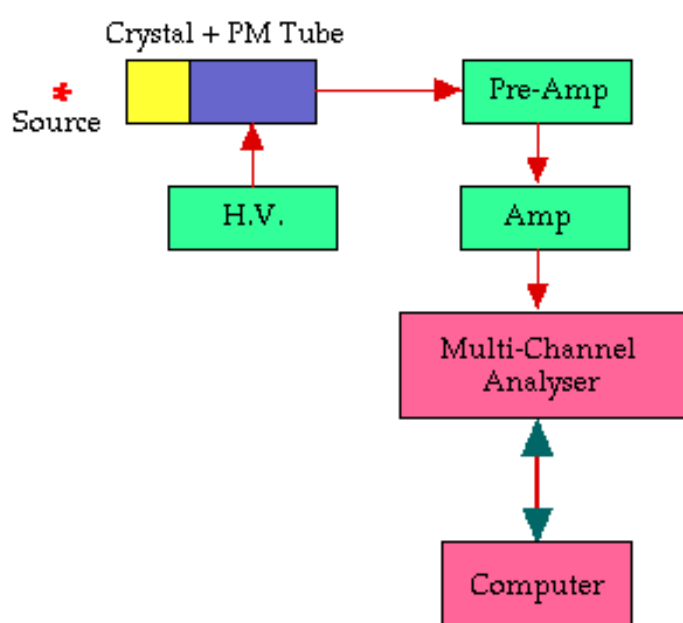 Crystal + PM Tube
Source
Pre-Amp
H.V.
Amp
Multi-Channel
Analyser
Computer